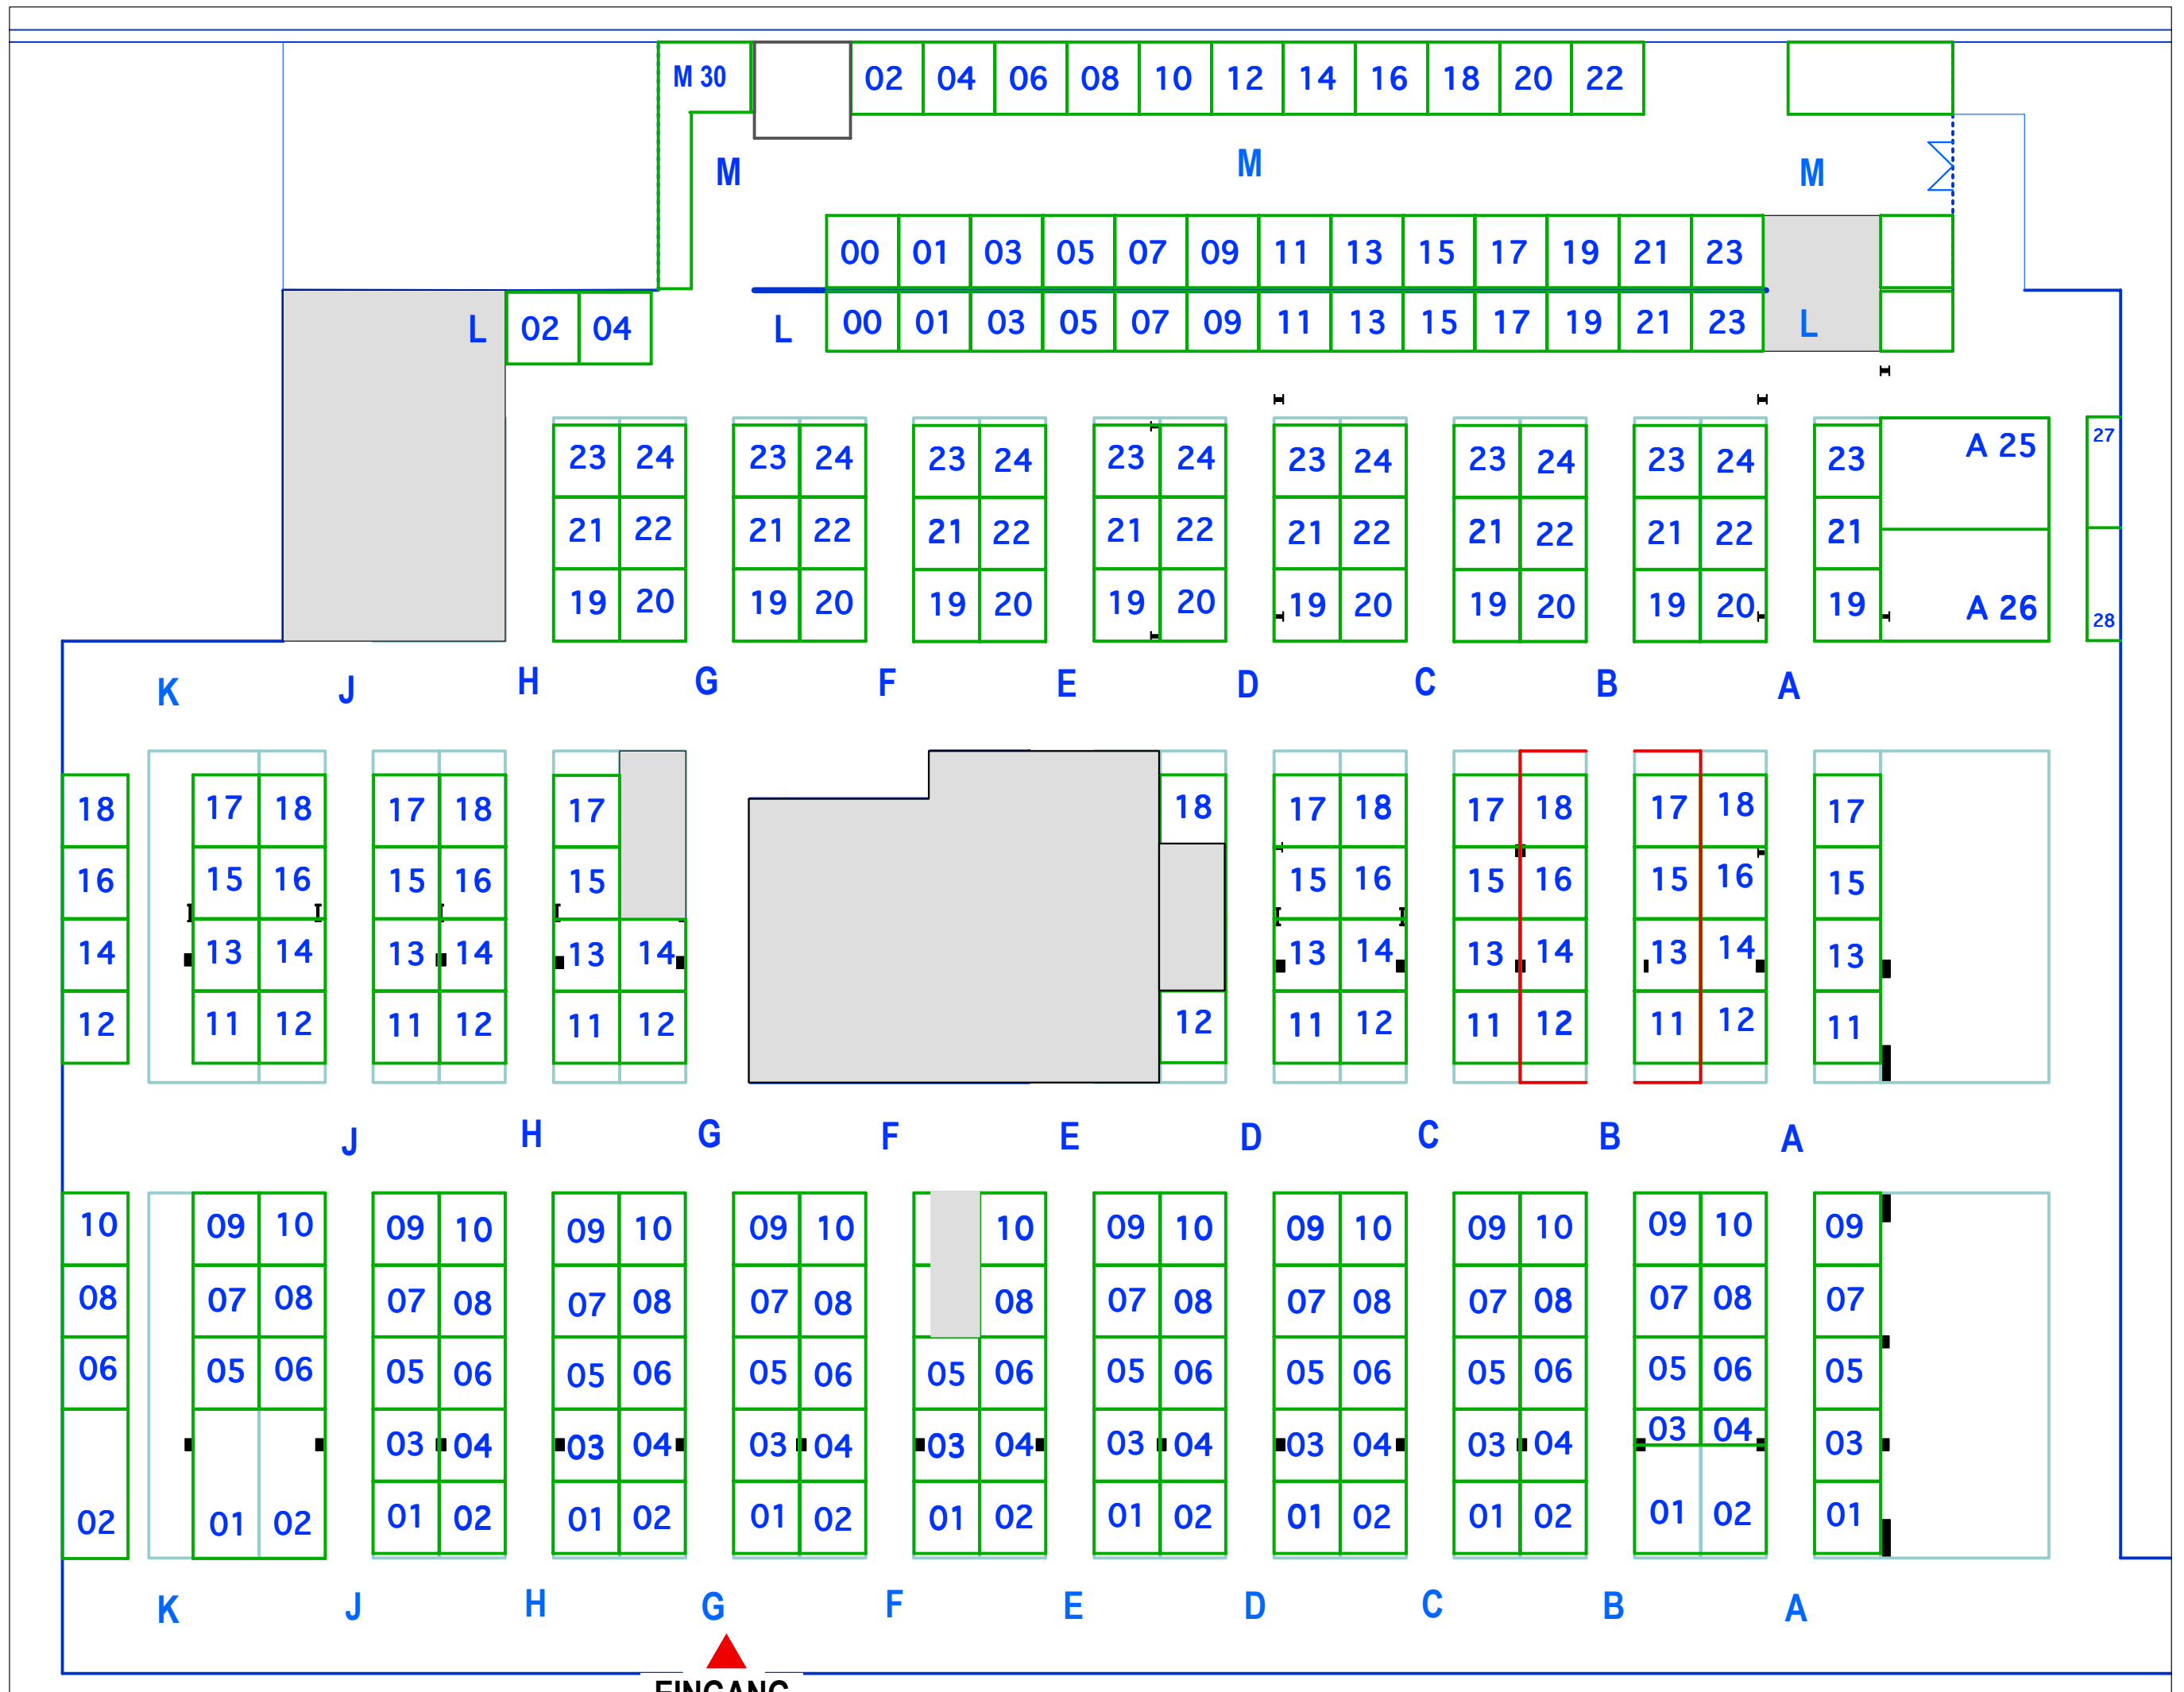 M 30 02 04 06 08 10 12 14 16 18 20 22
M M M
00 01 03 05 07 09 11 13 15 17 19 21 23
L 02 04 L 00 01 03 05 07 09 11 13 15 17 19 21 23 L
23 24 23 24 23 24 23 24 23 24 23 24 23 24 23 A 25 27
21 22 21 22 21 22 21 22 21 22 21 22 21 22 21
19 20 19 20 19 20 19 20 19 20 19 20 19 20 19 A 26 28
K J H G F E D C B A
18 17 18 17 18 17 18 17 18 17 18 17 18 17
16 15 16 15 16 15 15 16 15 16 15 16 15
14 13 14 13 14 13 14 13 14 13 14 13 14 13
12 11 12 11 12 11 12 12 11 12 11 12 11 12 11
J H G F E D C B A
10 09 10 09 10 09 10 09 10 10 09 10 09 10 09 10 09 10 09
08 07 08 07 08 07 08 07 08 08 07 08 07 08 07 08 07 08 07
06 05 06 05 06 05 06 05 06 05 06 05 06 05 06 05 06 05 06 05
03 04 03 04 03 04 03 04 03 04 03 04 03 04 03 04 03
02 01 02 01 02 01 02 01 02 01 02 01 02 01 02 01 02 01 02 01
K J H G F E D C B A
EINGANG